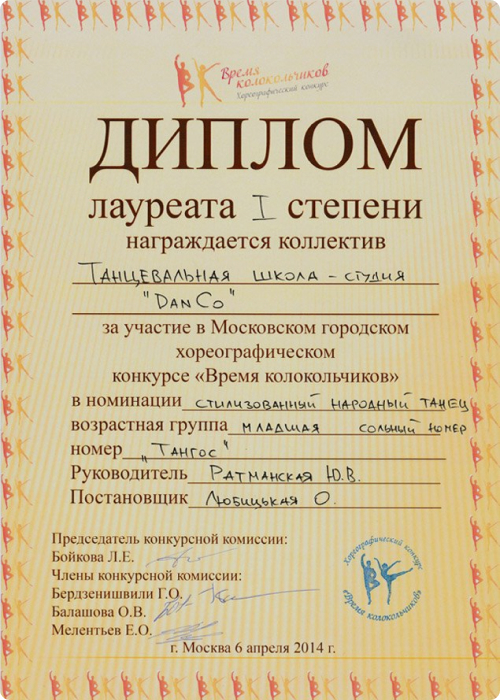 Время
колокольчиков
Хореографический конкурс
ДИПЛОМ
лауреата I степени
награждается коллектив
Танцевальная школа-студия
"DanCo"
за участие в Московском городском
хореографическом
конкурсе «Время колокольчиков»
в номинации стилизованный народный танец
возрастная группа младшая сольный номер
номер „Тангос"
Руководитель Ратманская Ю.В.
Постановщик Любицькая О.
Председатель конкурсной комиссии:
Бойкова Л.Е.
Члены конкурсной комиссии:
Бердзенишвили Г.О.
Балашова О.В.
Мелентьев Е.О.
г. Москва 6 апреля 2014 г.
Хореографический конкурс
«Время колокольчиков»